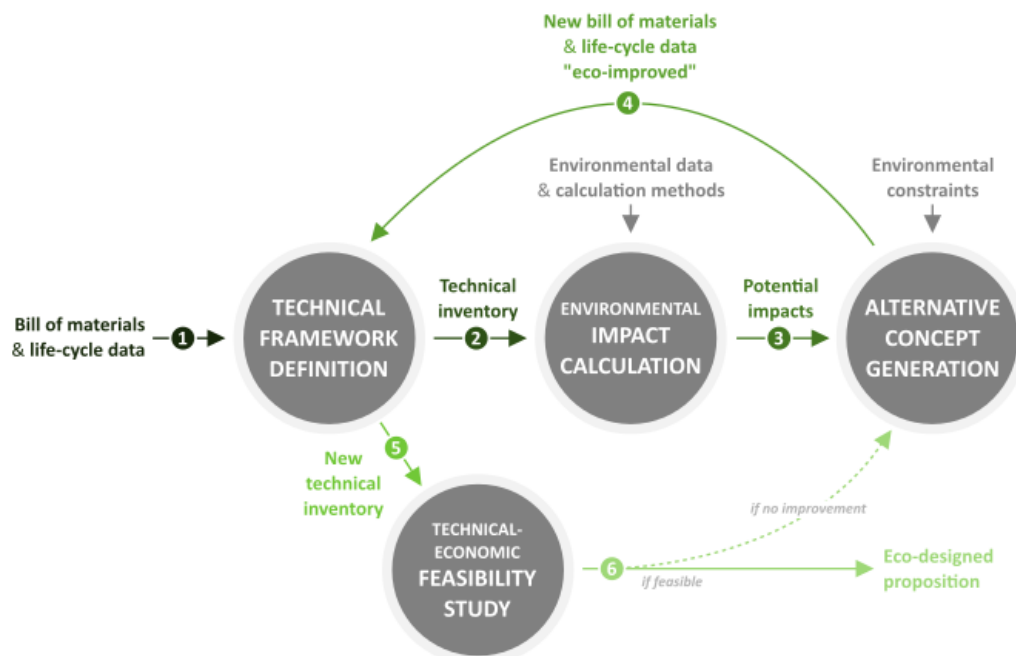 New bill of materials
& life-cycle data
"eco-improved"
4
Environmental data
& calculation methods
Environmental
constraints
Bill of materials
& life-cycle data
1
TECHNICAL
FRAMEWORK
DEFINITION
Technical
inventory
2
ENVIRONMENTAL
IMPACT
CALCULATION
Potential
impacts
3
ALTERNATIVE
CONCEPT
GENERATION
5
New
technical
inventory
TECHNICAL-
ECONOMIC
FEASIBILITY
STUDY
6
if no improvement
if feasible
Eco-designed
proposition